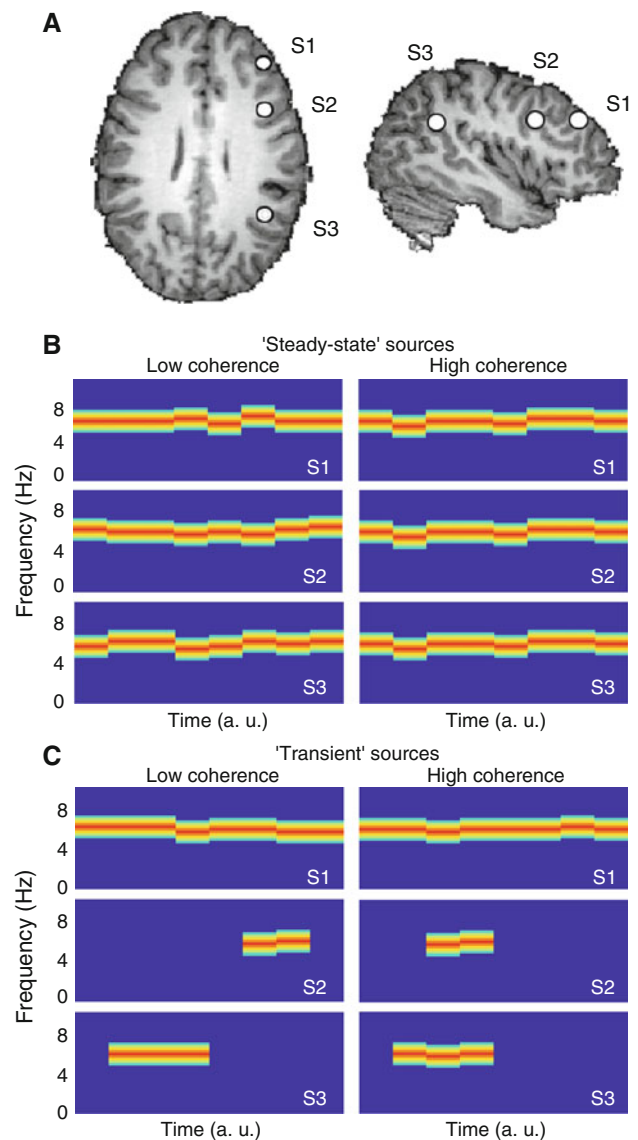 A
S1
S2
S3
S3
S2
S1
B
'Steady-state' sources
Low coherence
High coherence
Frequency (Hz)
8
4
0
S1
S1
8
4
0
S2
S2
8
4
0
S3
S3
Time (a. u.)
Time (a. u.)
C
'Transient' sources
Low coherence
High coherence
Frequency (Hz)
8
4
0
S1
S1
8
4
0
S2
S2
8
4
0
S3
S3
Time (a. u.)
Time (a. u.)